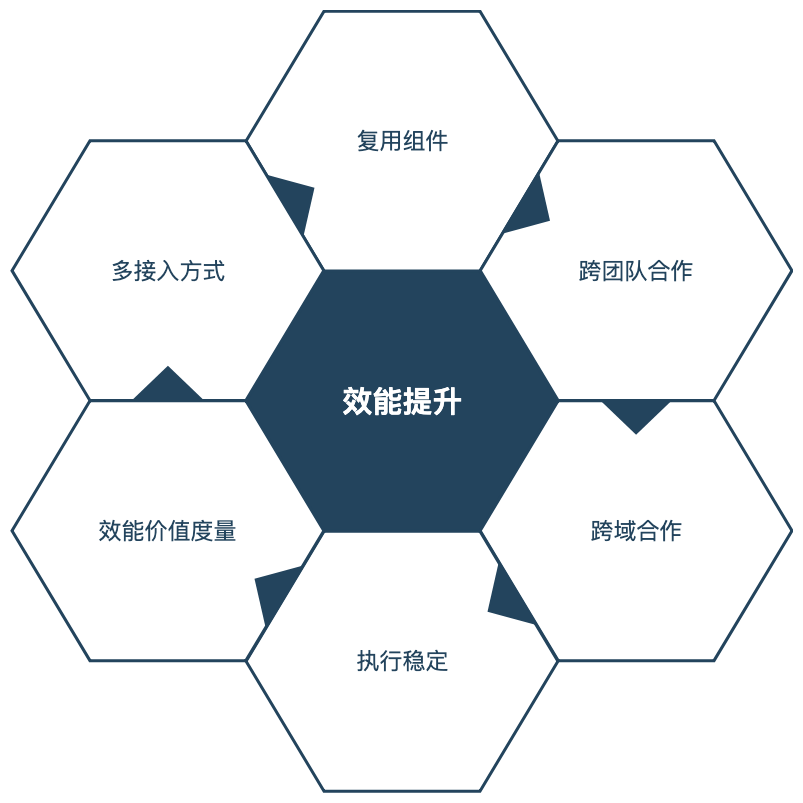 复用组件
多接入方式
跨团队合作
效能提升
效能价值度量
跨域合作
执行稳定